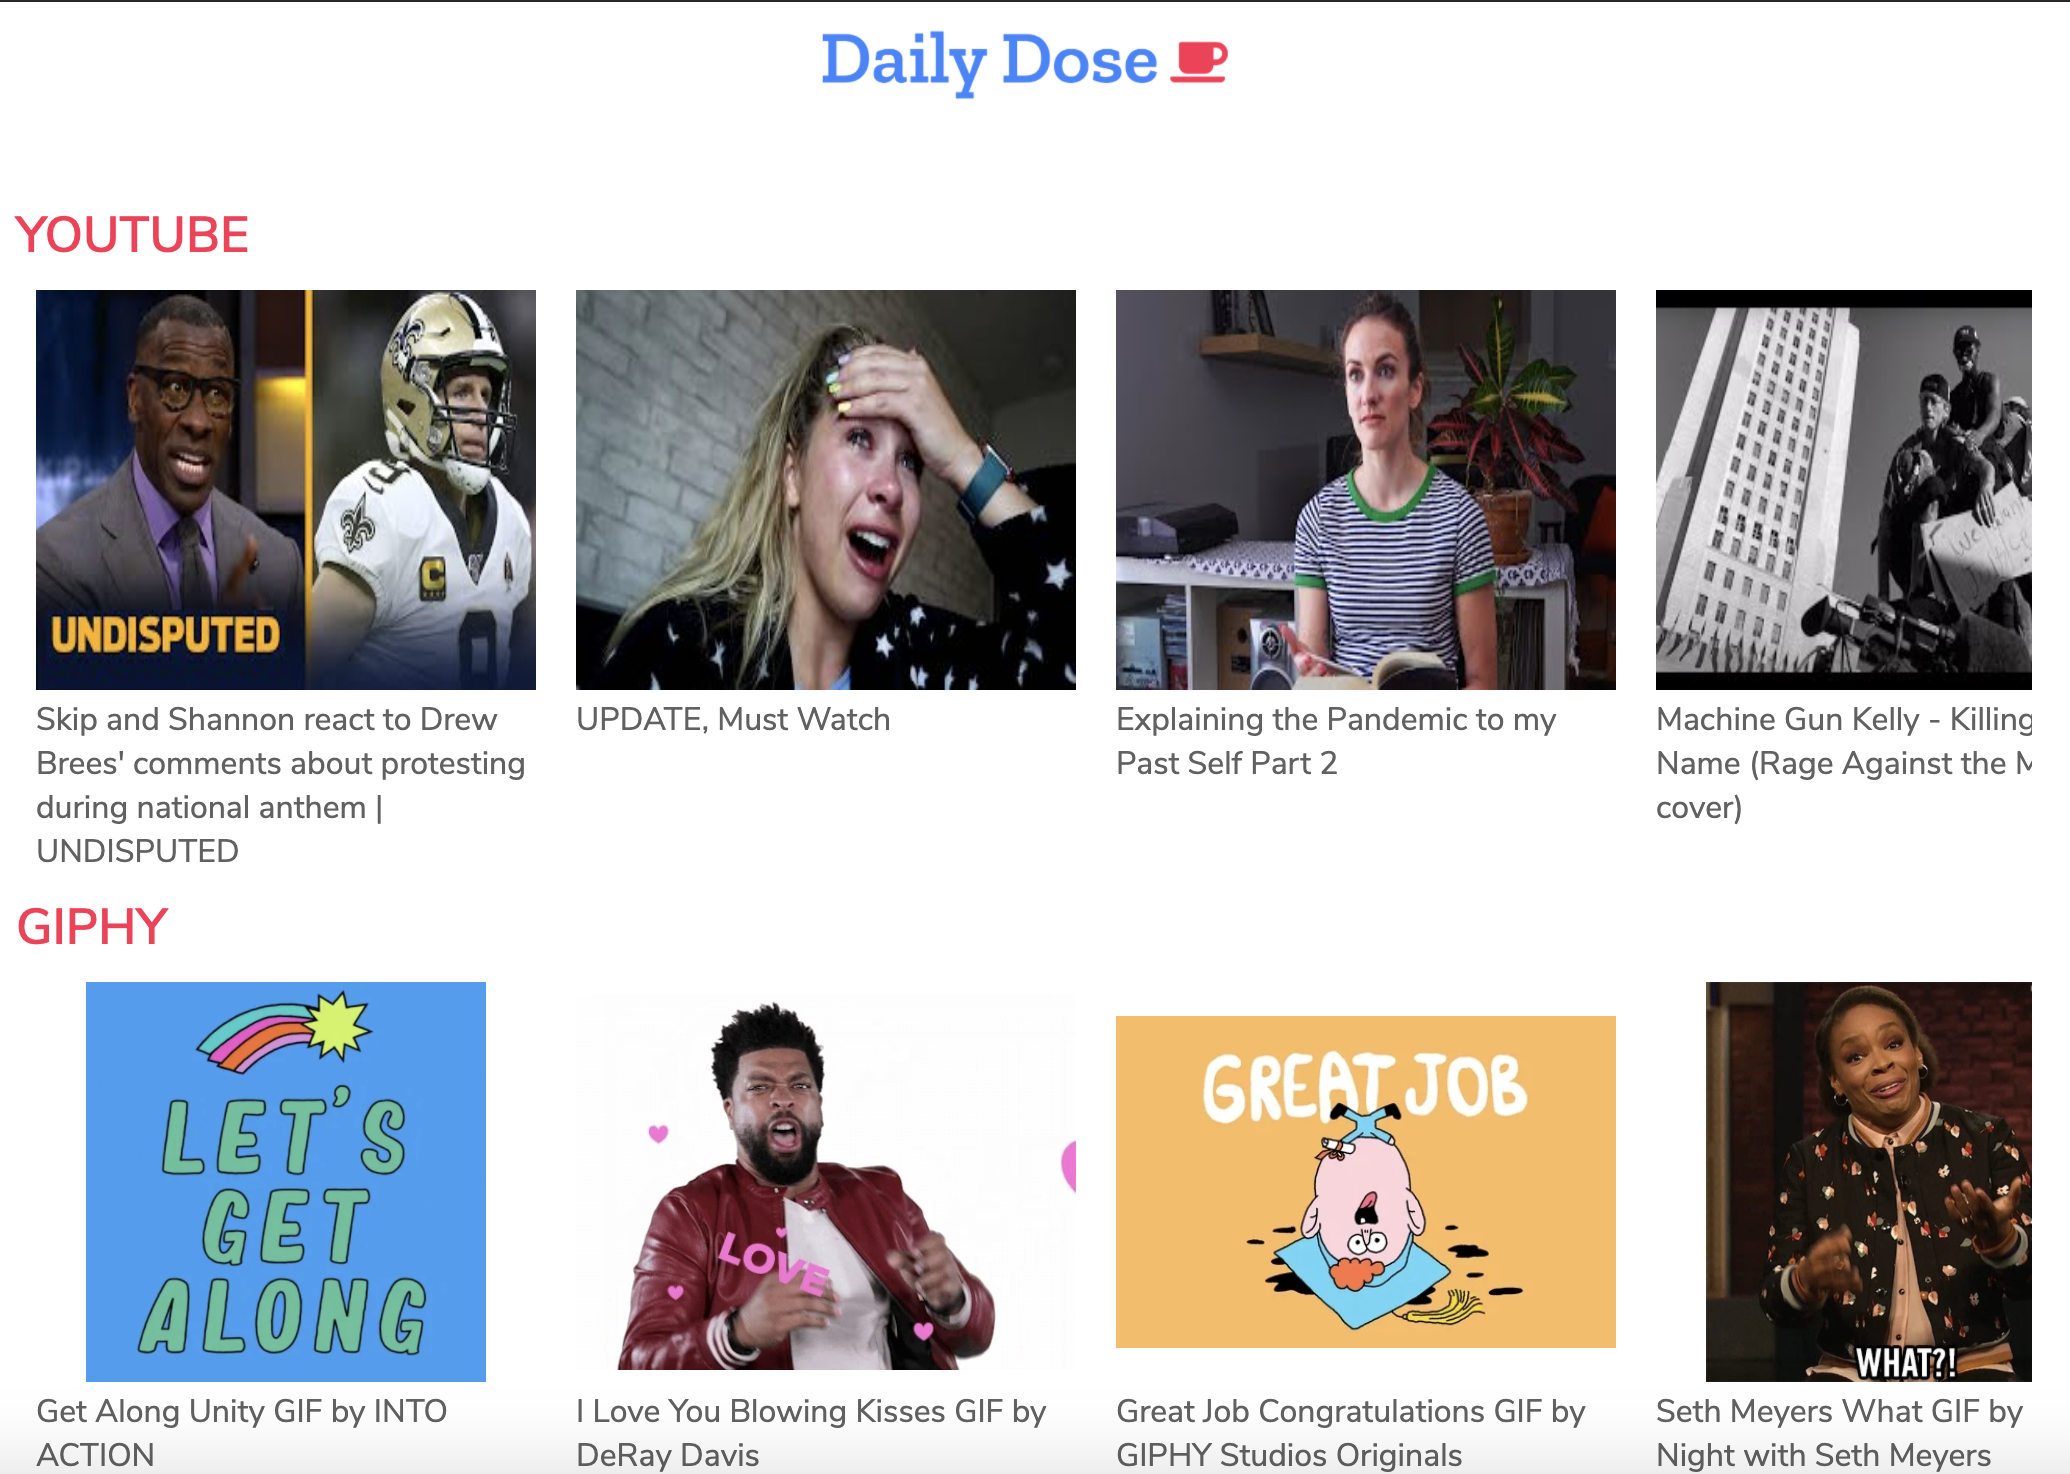 Daily Dose
YOUTUBE
UNDISPUTED
C
We
Skip and Shannon react to Drew
Brees' comments about protesting
during national anthem |
UNDISPUTED
UPDATE, Must Watch
Explaining the Pandemic to my
Past Self Part 2
Machine Gun Kelly - Killing
Name (Rage Against the
cover)
GIPHY
LET'S
GET
ALONG
LOVE
GREAT JOB
WHAT?!
Get Along Unity GIF by INTO
ACTION
I Love You Blowing Kisses GIF by
DeRay Davis
Great Job Congratulations GIF by
GIPHY Studios Originals
Seth Meyers What GIF by
Night with Seth Meyers